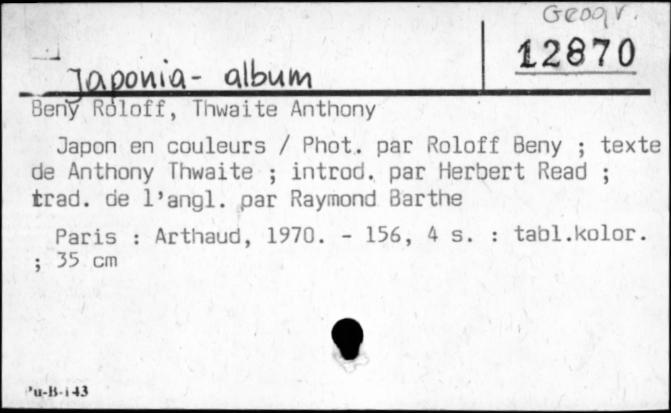 Geogr.
12870
Japonia- album
Beny Roloff, Thwaite Anthony
Japon en couleurs / Phot. par Roloff Beny ; texte
de Anthony Thwaite ; introd. par Herbert Read ;
trad. de l'angl. par Raymond Barthe
Paris : Arthaud, 1970. - 156, 4 s. : tabl.kolor.
; 35 cm
Pu-B-143